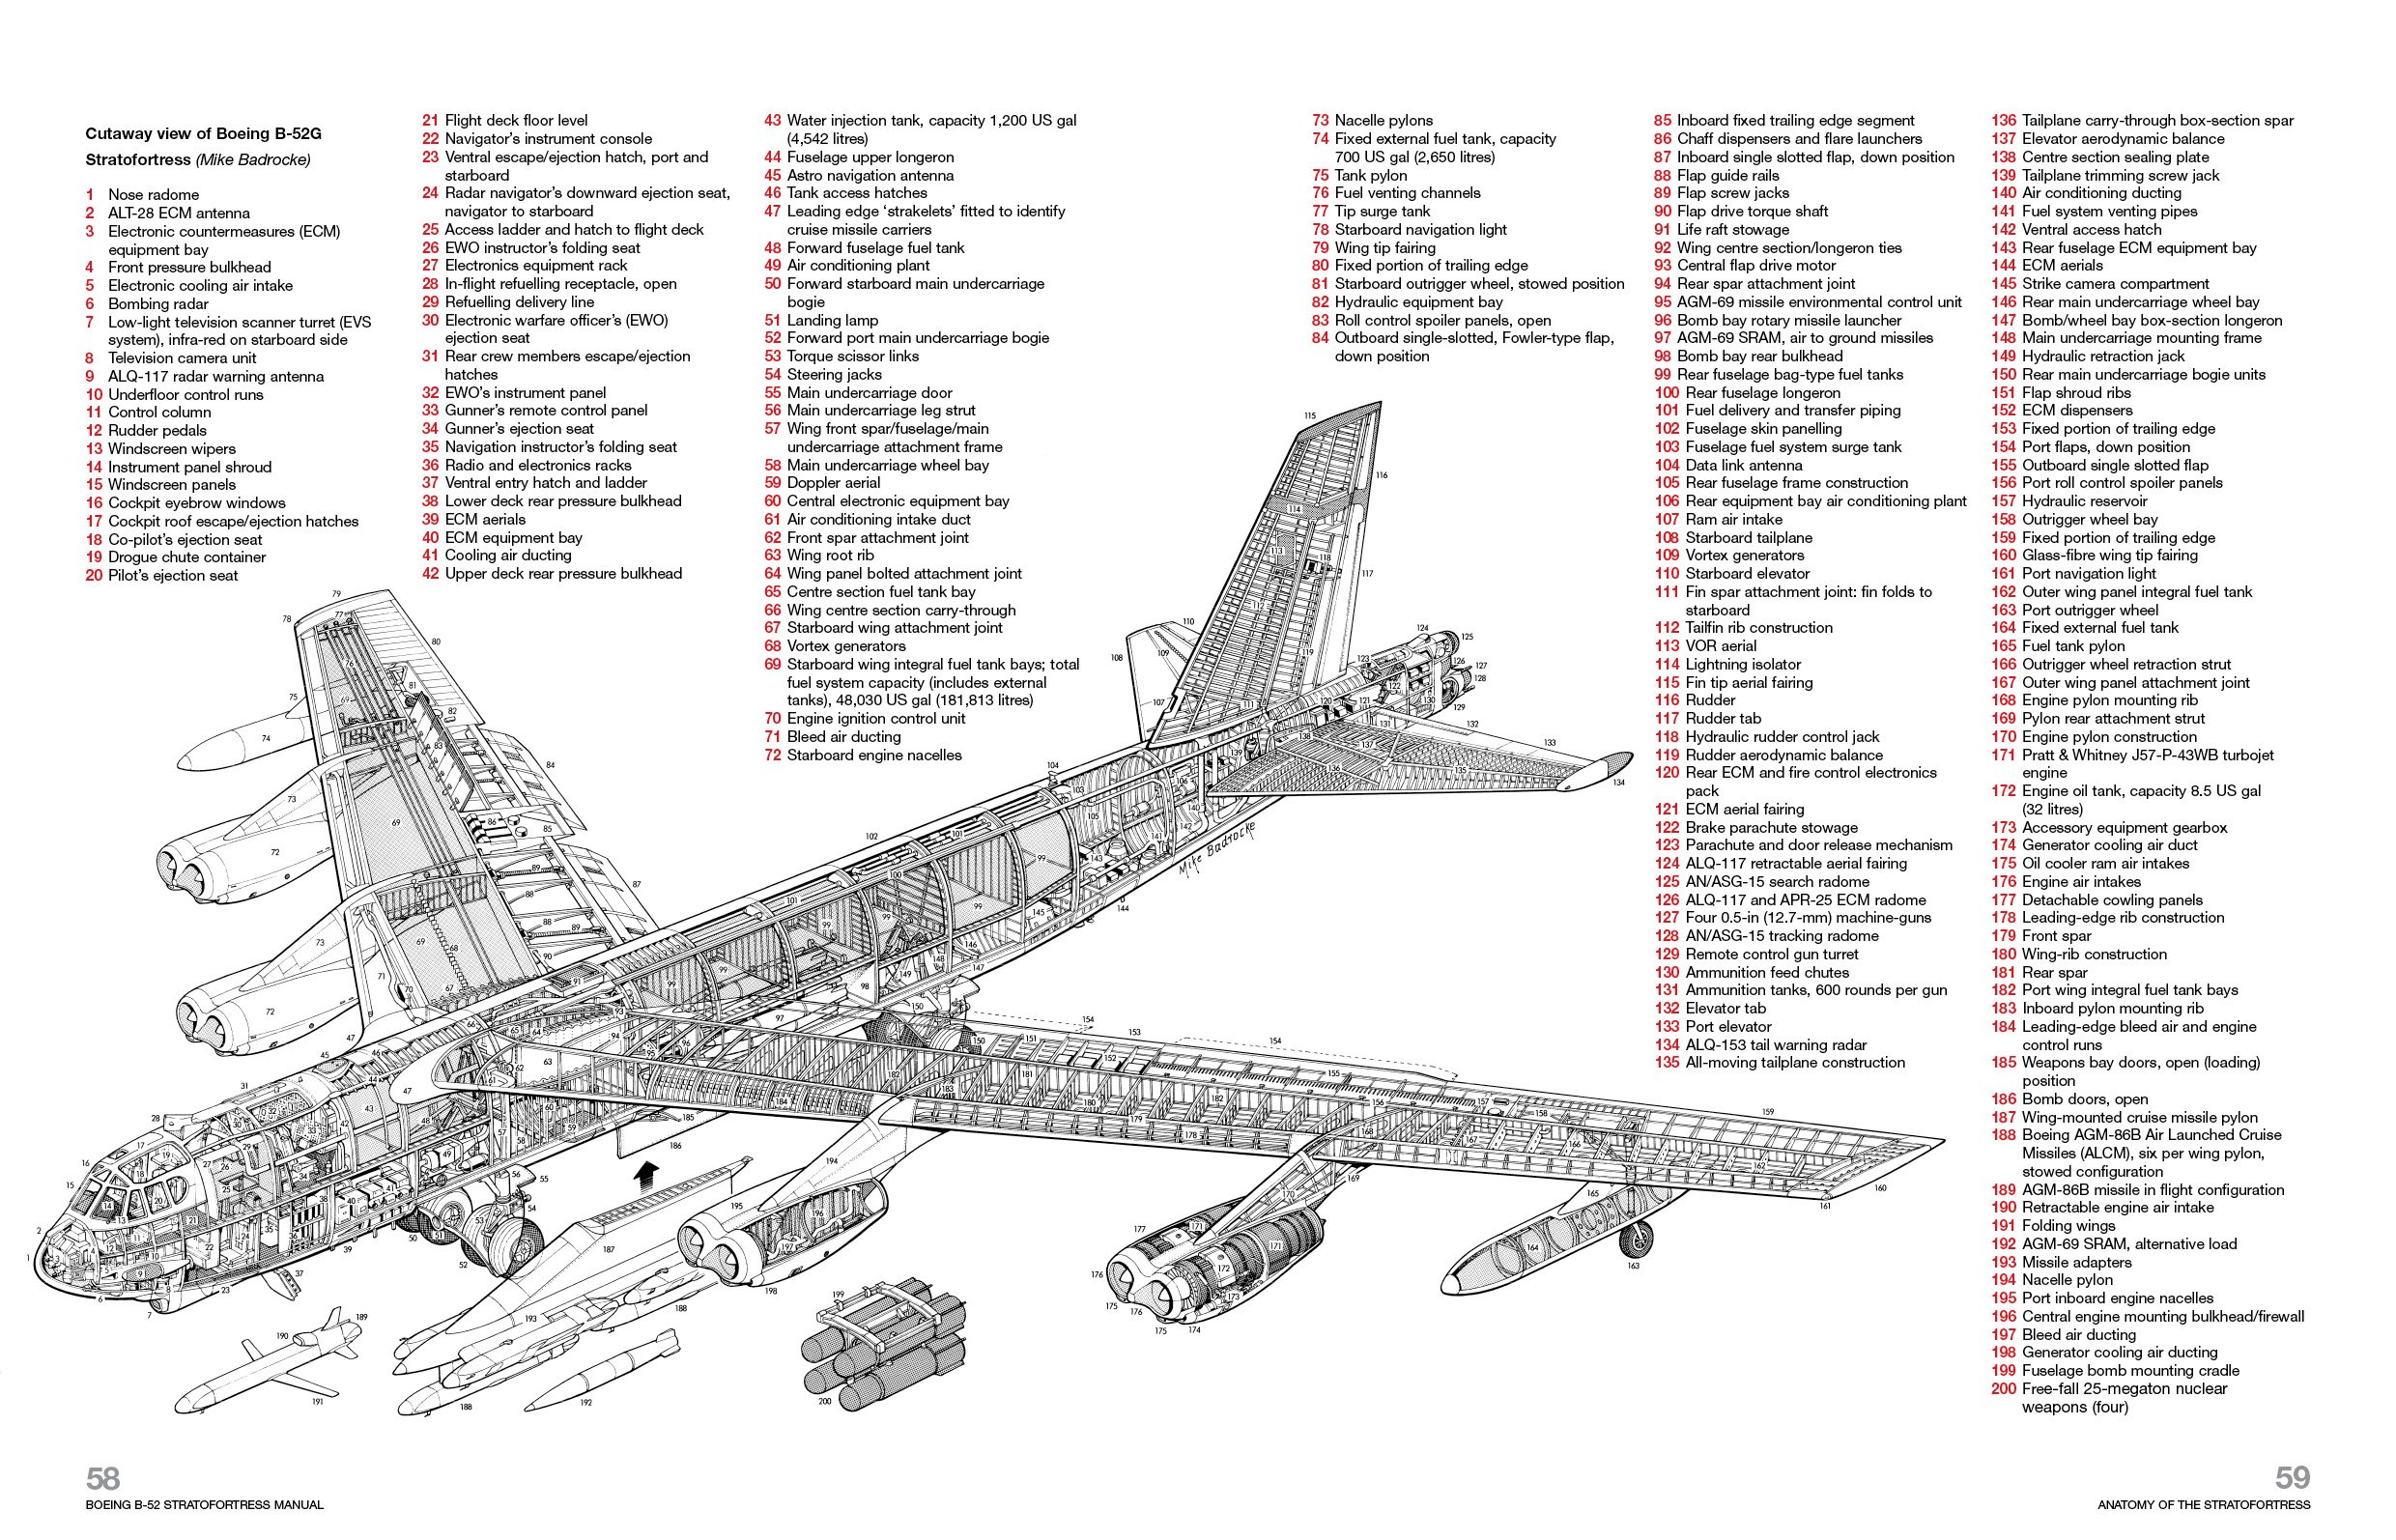 Cutaway view of Boeing B-52G
Stratofortress (Mike Badrocke)
1 Nose radome
2 ALT-28 ECM antenna
3 Electronic countermeasures (ECM)
equipment bay
4 Front pressure bulkhead
5 Electronic cooling air intake
6 Bombing radar
7 Low-light television scanner turret (EVS
system), infra-red on starboard side
8 Television camera unit
9 ALQ-117 radar warning antenna
10 Underfloor control runs
11 Control column
12 Rudder pedals
13 Windscreen wipers
14 Instrument panel shroud
15 Windscreen panels
16 Cockpit eyebrow windows
17 Cockpit roof escape/ejection hatches
18 Co-pilot's ejection seat
19 Drogue chute container
20 Pilot's ejection seat
21 Flight deck floor level
22 Navigator's instrument console
23 Ventral escape/ejection hatch, port and
starboard
24 Radar navigator's downward ejection seat,
navigator to starboard
25 Access ladder and hatch to flight deck
26 EWO instructor's folding seat
27 Electronics equipment rack
28 In-flight refuelling receptacle, open
29 Refuelling delivery line
30 Electronic warfare officer's (EWO)
ejection seat
31 Rear crew members escape/ejection
hatches
32 EWO's instrument panel
33 Gunner's remote control panel
34 Gunner's ejection seat
35 Navigation instructor's folding seat
36 Radio and electronics racks
37 Ventral entry hatch and ladder
38 Lower deck rear pressure bulkhead
39 ECM aerials
40 ECM equipment bay
41 Cooling air ducting
42 Upper deck rear pressure bulkhead
43 Water injection tank, capacity 1,200 US gal
(4,542 litres)
44 Fuselage upper longeron
45 Astro navigation antenna
46 Tank access hatches
47 Leading edge 'strakelets' fitted to identify
cruise missile carriers
48 Forward fuselage fuel tank
49 Air conditioning plant
50 Forward starboard main undercarriage
bogie
51 Landing lamp
52 Forward port main undercarriage bogie
53 Torque scissor links
54 Steering jacks
55 Main undercarriage door
56 Main undercarriage leg strut
57 Wing front spar/fuselage/main
undercarriage attachment frame
58 Main undercarriage wheel bay
59 Doppler aerial
60 Central electronic equipment bay
61 Air conditioning intake duct
62 Front spar attachment joint
63 Wing root rib
64 Wing panel bolted attachment joint
65 Centre section fuel tank bay
66 Wing centre section carry-through
67 Starboard wing attachment joint
68 Vortex generators
69 Starboard wing integral fuel tank bays; total
fuel system capacity (includes external
tanks), 48,030 US gal (181,813 litres)
70 Engine ignition control unit
71 Bleed air ducting
72 Starboard engine nacelles
73 Nacelle pylons
74 Fixed external fuel tank, capacity
700 US gal (2,650 litres)
75 Tank pylon
76 Fuel venting channels
77 Tip surge tank
78 Starboard navigation light
79 Wing tip fairing
80 Fixed portion of trailing edge
81 Starboard outrigger wheel, stowed position
82 Hydraulic equipment bay
83 Roll control spoiler panels, open
84 Outboard single-slotted, Fowler-type flap,
down position
85 Inboard fixed trailing edge segment
86 Chaff dispensers and flare launchers
87 Inboard single slotted flap, down position
88 Flap guide rails
89 Flap screw jacks
90 Flap drive torque shaft
91 Life raft stowage
92 Wing centre section/longeron ties
93 Central flap drive motor
94 Rear spar attachment joint
95 AGM-69 missile environmental control unit
96 Bomb bay rotary missile launcher
97 AGM-69 SRAM, air to ground missiles
98 Bomb bay rear bulkhead
99 Rear fuselage bag-type fuel tanks
100 Rear fuselage longeron
101 Fuel delivery and transfer piping
102 Fuselage skin panelling
103 Fuselage fuel system surge tank
104 Data link antenna
105 Rear fuselage frame construction
106 Rear equipment bay air conditioning plant
107 Ram air intake
108 Starboard tailplane
109 Vortex generators
110 Starboard elevator
111 Fin spar attachment joint: fin folds to
starboard
112 Tailfin rib construction
113 VOR aerial
114 Lightning isolator
115 Fin tip aerial fairing
116 Rudder
117 Rudder tab
118 Hydraulic rudder control jack
119 Rudder aerodynamic balance
120 Rear ECM and fire control electronics
pack
121 ECM aerial fairing
122 Brake parachute stowage
123 Parachute and door release mechanism
124 ALQ-117 retractable aerial fairing
125 AN/ASG-15 search radome
126 ALQ-117 and APR-25 ECM radome
127 Four 0.5-in (12.7-mm) machine-guns
128 AN/ASG-15 tracking radome
129 Remote control gun turret
130 Ammunition feed chutes
131 Ammunition tanks, 600 rounds per gun
132 Elevator tab
133 Port elevator
134 ALQ-153 tail warning radar
135 All-moving tailplane construction
136 Tailplane carry-through box-section spar
137 Elevator aerodynamic balance
138 Centre section sealing plate
139 Tailplane trimming screw jack
140 Air conditioning ducting
141 Fuel system venting pipes
142 Ventral access hatch
143 Rear fuselage ECM equipment bay
144 ECM aerials
145 Strike camera compartment
146 Rear main undercarriage wheel bay
147 Bomb/wheel bay box-section longeron
148 Main undercarriage mounting frame
149 Hydraulic retraction jack
150 Rear main undercarriage bogie units
151 Flap shroud ribs
152 ECM dispensers
153 Fixed portion of trailing edge
154 Port flaps, down position
155 Outboard single slotted flap
156 Port roll control spoiler panels
157 Hydraulic reservoir
158 Outrigger wheel bay
159 Fixed portion of trailing edge
160 Glass-fibre wing tip fairing
161 Port navigation light
162 Outer wing panel integral fuel tank
163 Port outrigger wheel
164 Fixed external fuel tank
165 Fuel tank pylon
166 Outrigger wheel retraction strut
167 Outer wing panel attachment joint
168 Engine pylon mounting rib
169 Pylon rear attachment strut
170 Engine pylon construction
171 Pratt & Whitney J57-P-43WB turbojet
engine
172 Engine oil tank, capacity 8.5 US gal
(32 litres)
173 Accessory equipment gearbox
174 Generator cooling air duct
175 Oil cooler ram air intakes
176 Engine air intakes
177 Detachable cowling panels
178 Leading-edge rib construction
179 Front spar
180 Wing-rib construction
181 Rear spar
182 Port wing integral fuel tank bays
183 Inboard pylon mounting rib
184 Leading-edge bleed air and engine
control runs
185 Weapons bay doors, open (loading)
position
186 Bomb doors, open
187 Wing-mounted cruise missile pylon
188 Boeing AGM-86B Air Launched Cruise
Missiles (ALCM), six per wing pylon,
stowed configuration
189 AGM-86B missile in flight configuration
190 Retractable engine air intake
191 Folding wings
192 AGM-69 SRAM, alternative load
193 Missile adapters
194 Nacelle pylon
195 Port inboard engine nacelles
196 Central engine mounting bulkhead/firewall
197 Bleed air ducting
198 Generator cooling air ducting
199 Fuselage bomb mounting cradle
200 Free-fall 25-megaton nuclear
weapons (four)
Mike Badrocke
58
BOEING B-52 STRATOFORTRESS MANUAL
59
ANATOMY OF THE STRATOFORTRESS